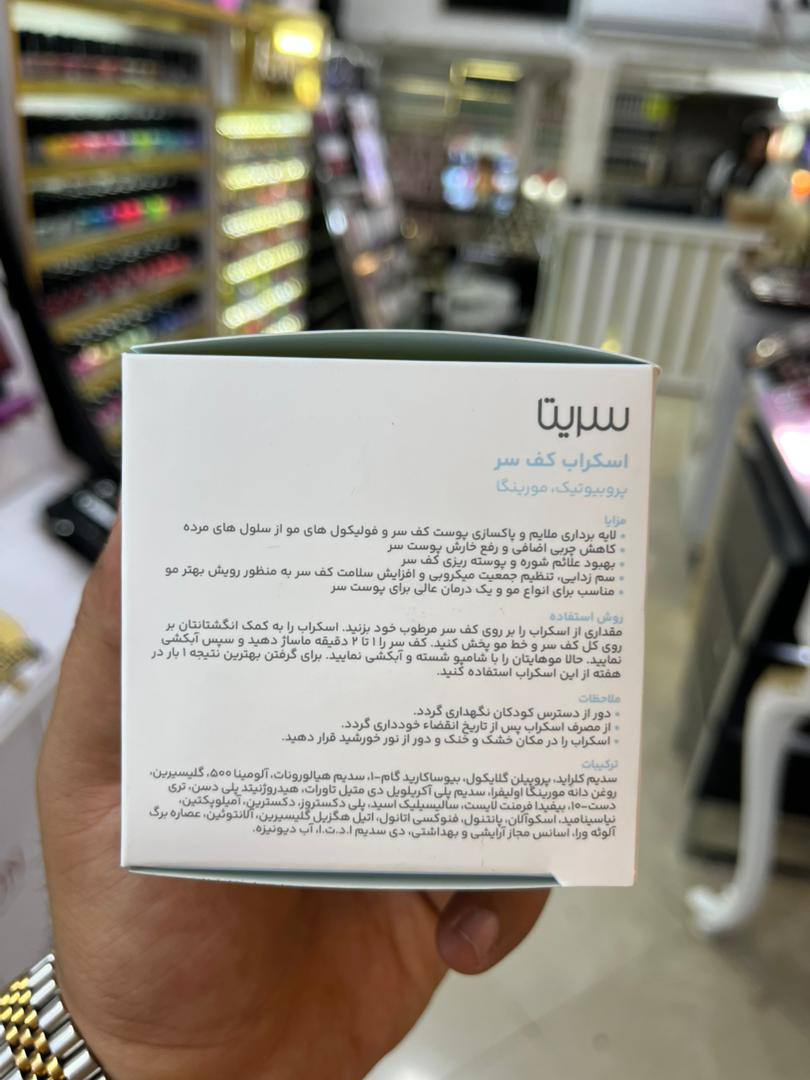 سریتا
اسکراب کف سر
پروبیوتیک، مورینگا
مزایا
• لایه برداری ملایم و پاکسازی پوست کف سر و فولیکول های مو از سلول های مرده
• کاهش چربی اضافی و رفع خارش پوست سر
• بهبود علائم شوره و پوسته ریزی کف سر
• سم زدایی، تنظیم جمعیت میکروبی و افزایش سلامت کف سر به منظور رویش بهتر مو
• مناسب برای انواع مو و یک درمان عالی برای پوست سر
روش استفاده
مقداری از اسکراب را بر روی کف سر مرطوب خود بزنید. اسکراب را به کمک انگشتانتان بر
روی کل کف سر و خط مو پخش کنید. کف سر را ۱ تا ۲ دقیقه ماساژ دهید و سپس آبکشی
نمایید. حالا موهایتان را با شامپو شسته و آبکشی نمایید. برای گرفتن بهترین نتیجه ۱ بار در
هفته از این اسکراب استفاده کنید.
ملاحظات
• دور از دسترس کودکان نگهداری گردد.
• از مصرف اسکراب پس از تاریخ انقضاء خودداری گردد.
• اسکراب را در مکان خشک و خنک و دور از نور خورشید قرار دهید.
ترکیبات
سدیم کلراید، پروپیلن گلایکول، بیوساکارید گام-۱، سدیم هیالورونات، آلومینا ۵۰۰، گلیسیرین،
روغن دانه مورینگا اولیفرا، سدیم پلی آکریلویل دی متیل تاورات، هیدروژنیتد پلی دسن، تری
دست-۱۰، بیفیدا فرمنت لایست، سالیسیلیک اسید، پلی دکستروز، دکسترین، آمیلوپکتین،
نیاسینامید، اسکوآلان، پانتنول، فنوکسی اتانول، اتیل هگزیل گلیسیرین، آلانتوئین، عصاره برگ
آلوئه ورا، اسانس مجاز آرایشی و بهداشتی، دی سدیم ا.د.ت.ا، آب دیونیزه.